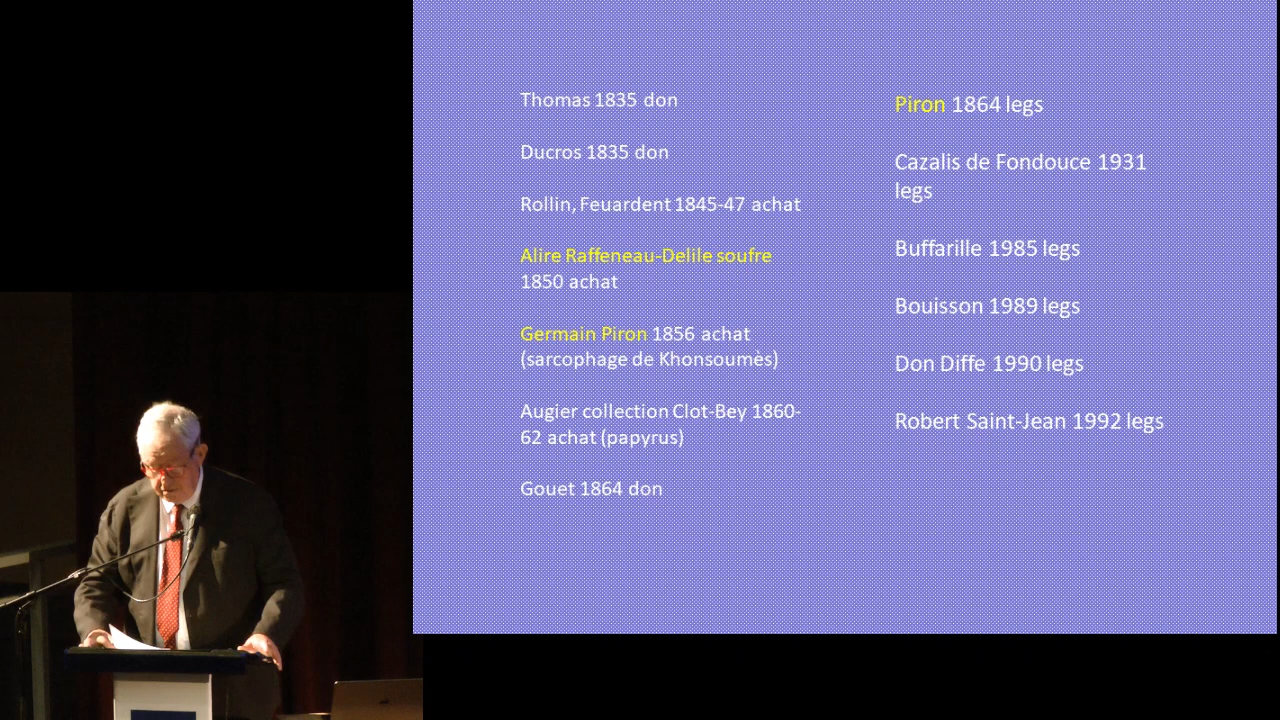 Thomas 1835 don
Ducros 1835 don
Rollin, Feuardent 1845-47 achat
Alire Raffeneau-Delile soufre
1850 achat
Germain Piron 1856 achat
(sarcophage de Khonsoumès)
Augier collection Clot-Bey 1860-
62 achat (papyrus)
Gouet 1864 don
Piron 1864 legs
Cazalis de Fondouce 1931
legs
Buffarille 1985 legs
Bouisson 1989 legs
Don Diffe 1990 legs
Robert Saint-Jean 1992 legs